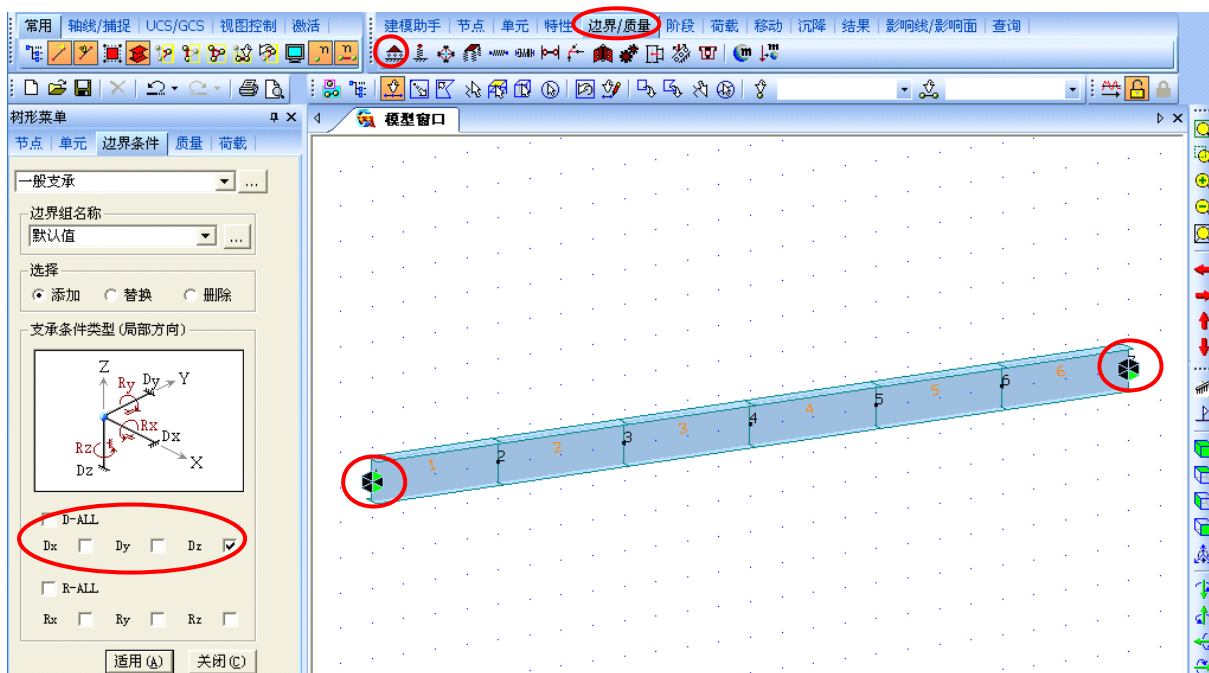 常用 轴线/捕捉 UCS/GCS 视图控制 激活 建模助手 节点 单元 特性 边界/质量 阶段 荷载 移动 沉降 结果 影响线/影响面 查询
树形菜单
模型窗口
节点 单元 边界条件 质量 荷载
一般支承 ...
边界组名称
默认值 ...
选择
添加 替换 删除
支承条件类型(局部方向)
Z
Ry Dy Y
Rx Dx
Rz
Dz X
D-ALL
Dx Dy Dz
R-ALL
Rx Ry Rz
适用(A) 关闭(C)
1 2 2 3 3 4 4 5 5 6 6